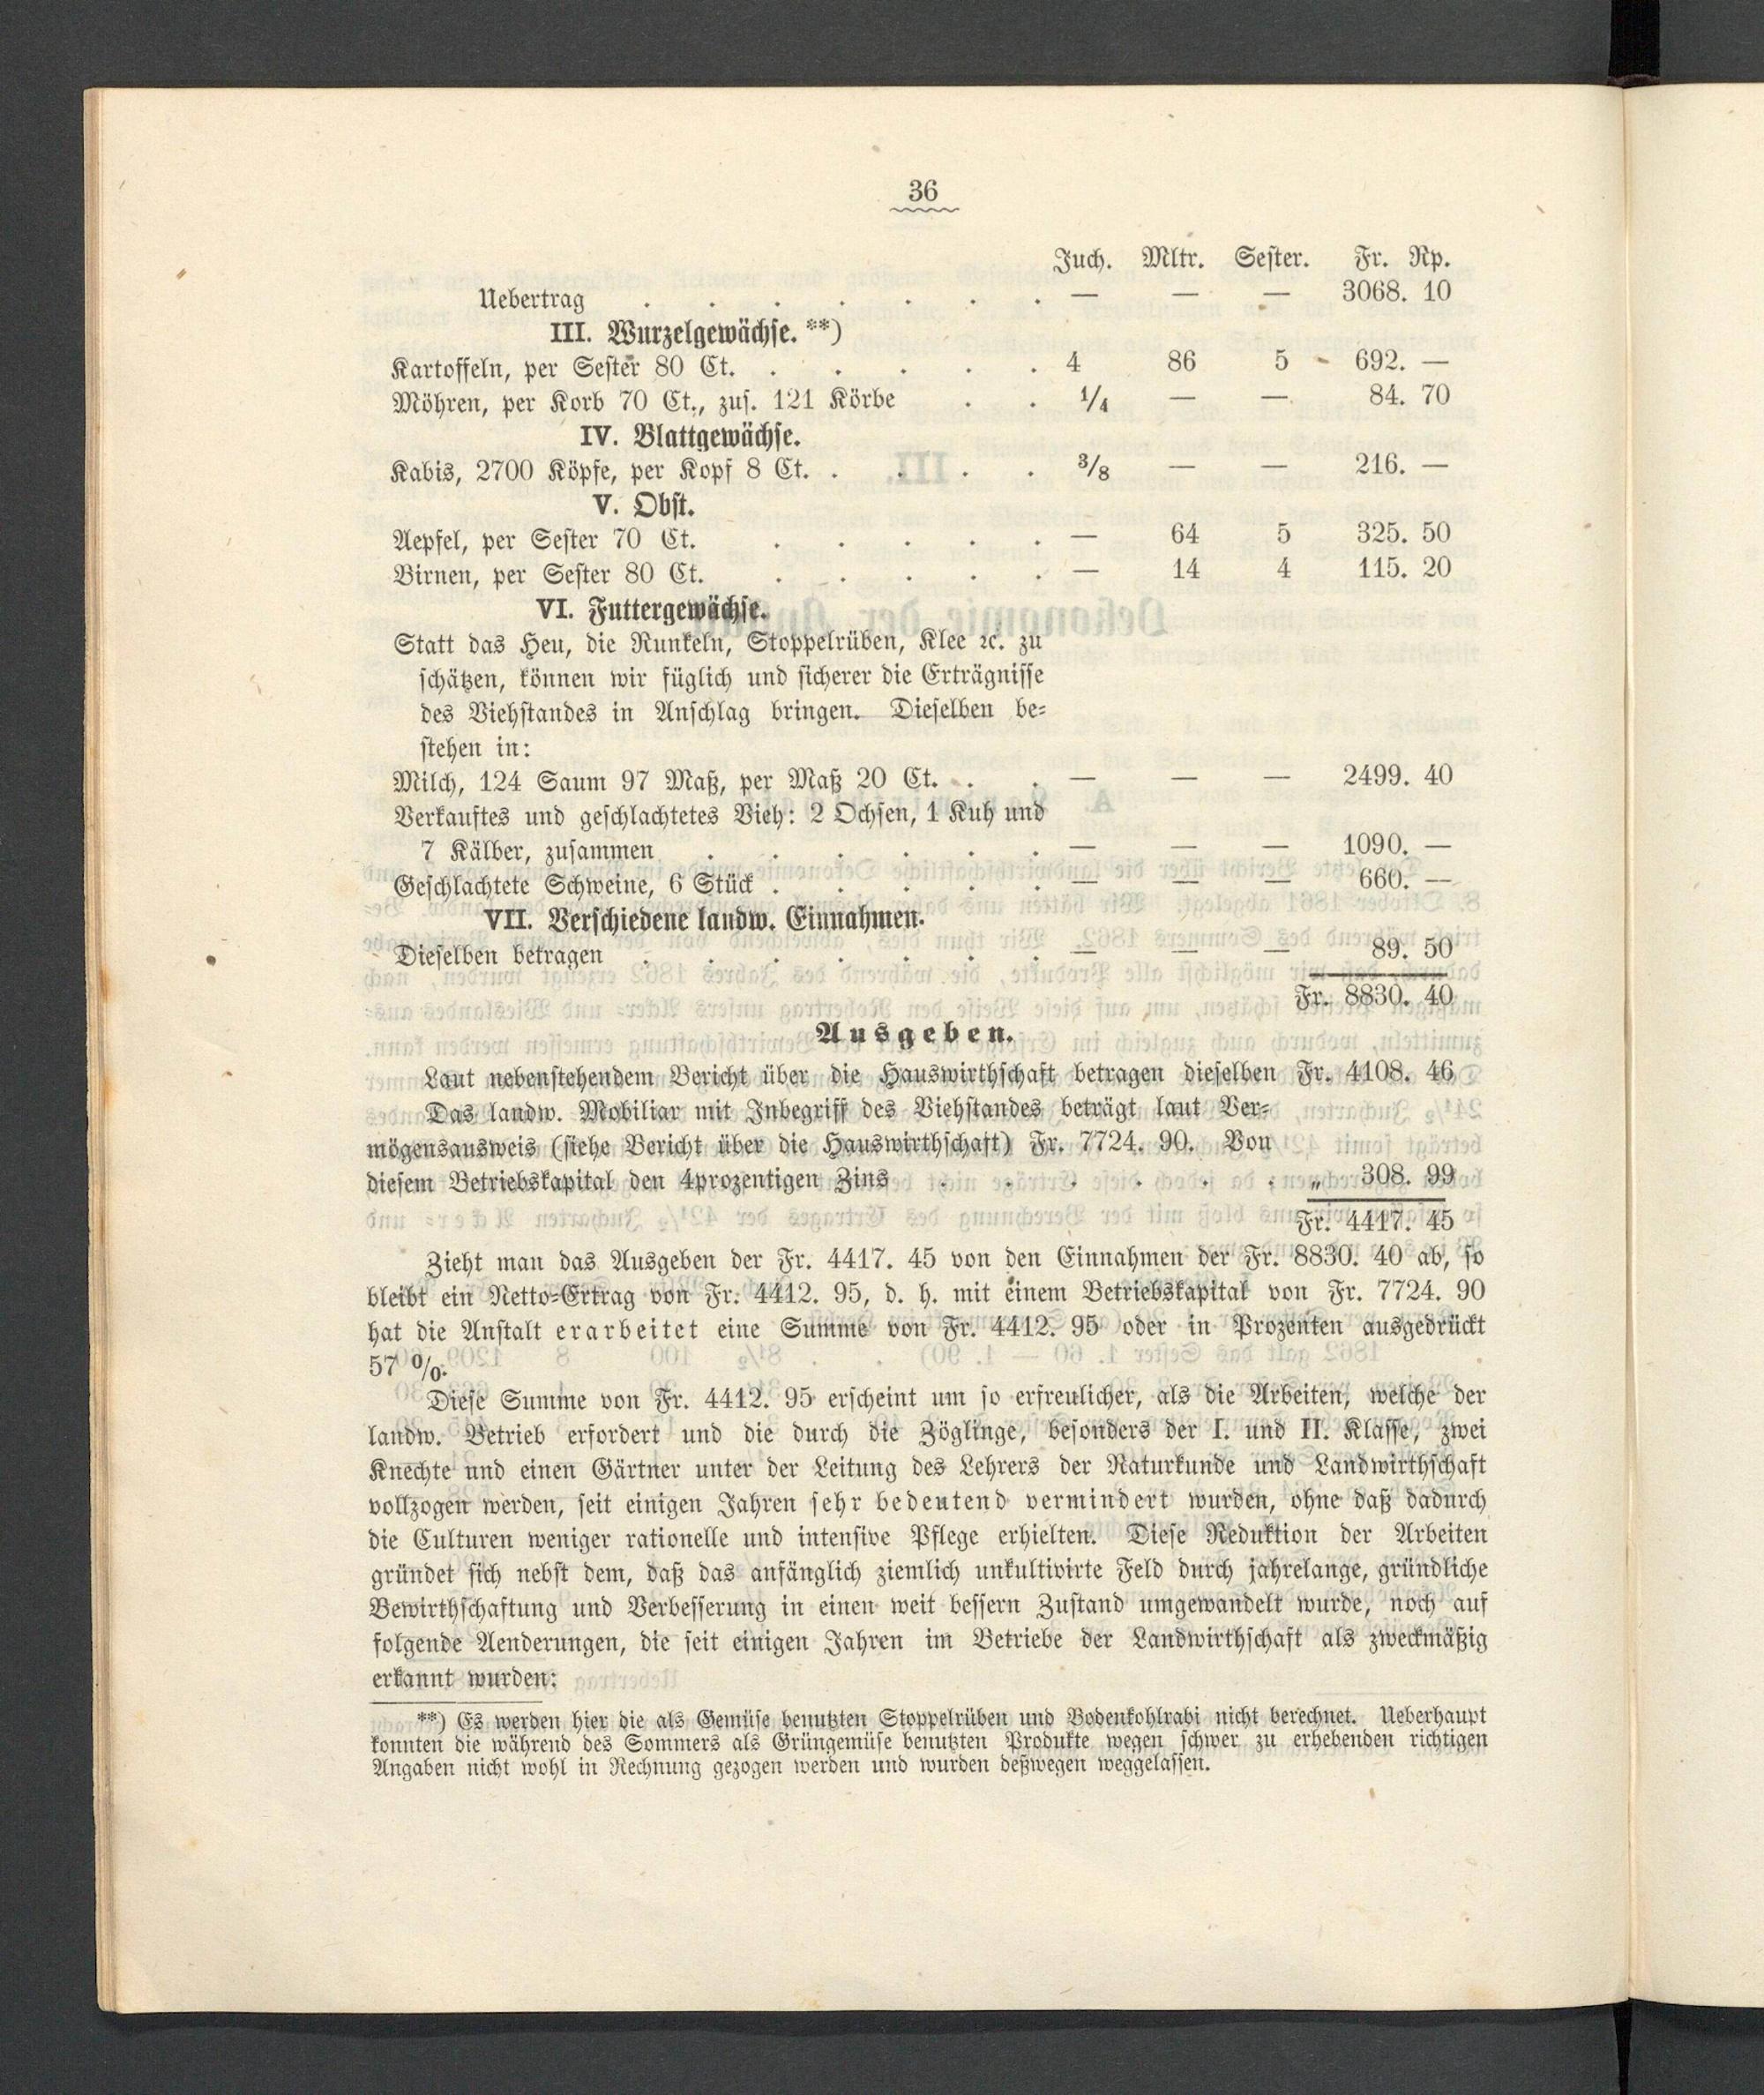 36
Juch. Mltr. Sester. Fr. Rp.
Uebertrag . . . . . . . — — — 3068. 10
III. Wurzelgewächse. **)
Kartoffeln, per Sester 80 Ct. . . . . . 4 86 5 692. —
Möhren, per Korb 70 Ct., zus. 121 Körbe . . 1/4 — — 84. 70
IV. Blattgewächse.
Kabis, 2700 Köpfe, per Kopf 8 Ct. . . . . 3/8 — — 216. —
V. Obst.
Aepfel, per Sester 70 Ct. . . . . . — 64 5 325. 50
Birnen, per Sester 80 Ct. . . . . . — 14 4 115. 20
VI. Futtergewächse.
Statt das Heu, die Runkeln, Stoppelrüben, Klee ꝛc. zu
schätzen, können wir füglich und sicherer die Erträgnisse
des Viehstandes in Anschlag bringen. Dieselben be-
stehen in:
Milch, 124 Saum 97 Maß, per Maß 20 Ct. . . — — — 2499. 40
Verkauftes und geschlachtetes Vieh: 2 Ochsen, 1 Kuh und
7 Kälber, zusammen . . . . . . — — — 1090. —
Geschlachtete Schweine, 6 Stück . . . . . — — — 660. —
VII. Verschiedene landw. Einnahmen.
Dieselben betragen . . . . . . . — — — 89. 50
Fr. 8830. 40
Ausgeben.
Laut nebenstehendem Bericht über die Hauswirthschaft betragen dieselben Fr. 4108. 46
Das landw. Mobiliar mit Inbegriff des Viehstandes beträgt laut Ver-
mögensausweis (siehe Bericht über die Hauswirthschaft) Fr. 7724. 90. Von
diesem Betriebskapital den 4prozentigen Zins . . . . . . „ 308. 99
Fr. 4417. 45
Zieht man das Ausgeben der Fr. 4417. 45 von den Einnahmen der Fr. 8830. 40 ab, so
bleibt ein Netto-Ertrag von Fr. 4412. 95, d. h. mit einem Betriebskapital von Fr. 7724. 90
hat die Anstalt erarbeitet eine Summe von Fr. 4412. 95 oder in Prozenten ausgedrückt
57 %.
Diese Summe von Fr. 4412. 95 erscheint um so erfreulicher, als die Arbeiten, welche der
landw. Betrieb erfordert und die durch die Zöglinge, besonders der I. und II. Klasse, zwei
Knechte und einen Gärtner unter der Leitung des Lehrers der Naturkunde und Landwirthschaft
vollzogen werden, seit einigen Jahren sehr bedeutend vermindert wurden, ohne daß dadurch
die Culturen weniger rationelle und intensive Pflege erhielten. Diese Reduktion der Arbeiten
gründet sich nebst dem, daß das anfänglich ziemlich unkultivirte Feld durch jahrelange, gründliche
Bewirthschaftung und Verbesserung in einen weit bessern Zustand umgewandelt wurde, noch auf
folgende Aenderungen, die seit einigen Jahren im Betriebe der Landwirthschaft als zweckmäßig
erkannt wurden:
**) Es werden hier die als Gemüse benutzten Stoppelrüben und Bodenkohlrabi nicht berechnet. Ueberhaupt
konnten die während des Sommers als Grüngemüse benutzten Produkte wegen schwer zu erhebenden richtigen
Angaben nicht wohl in Rechnung gezogen werden und wurden deßwegen weggelassen.